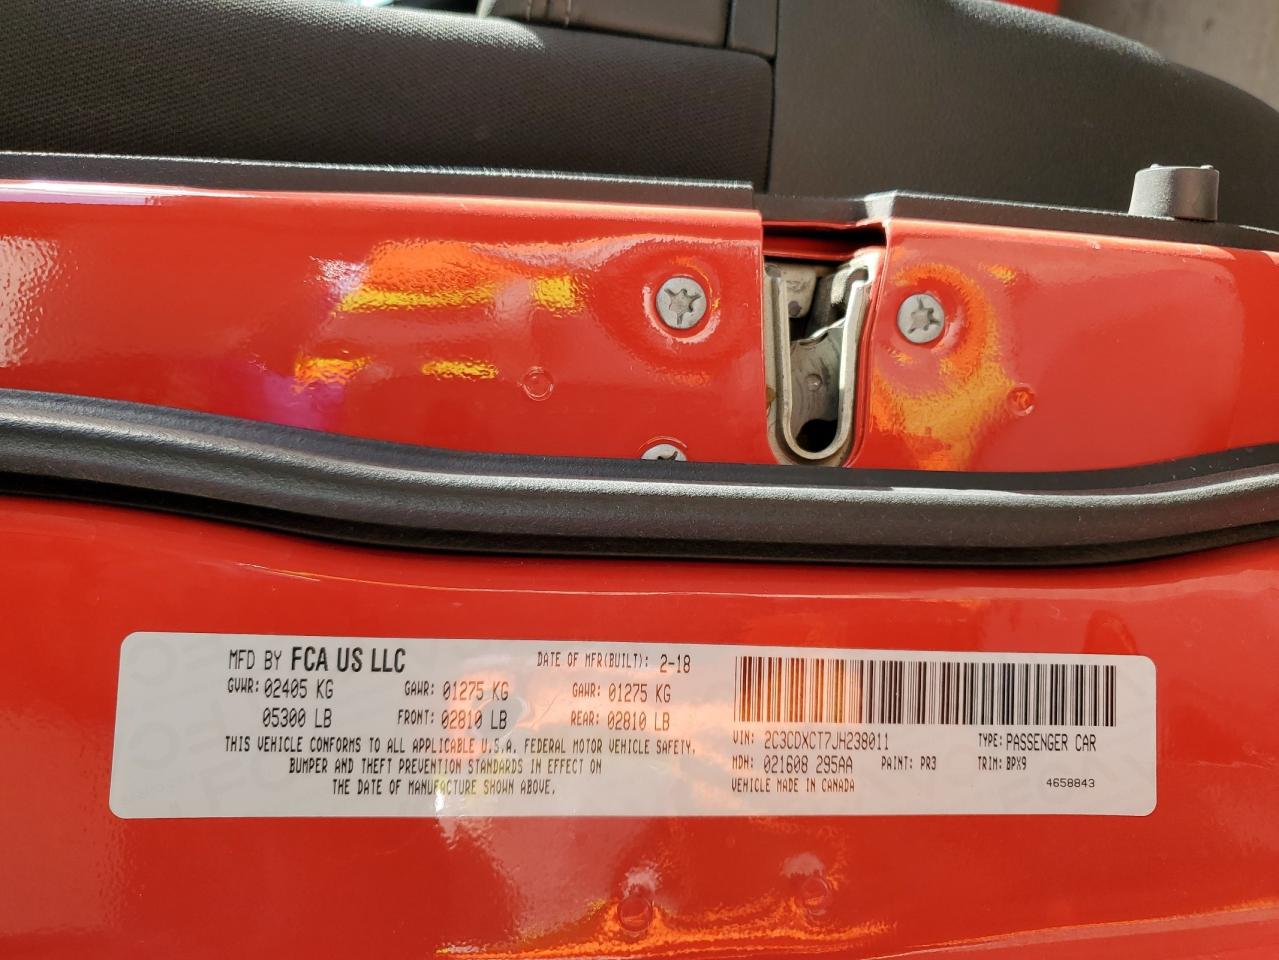 MFD BY FCA US LLC DATE OF MFR(BUILT): 2-18
GVWR: 02405 KG GAWR: 01275 KG GAWR: 01275 KG
05300 LB FRONT: 02810 LB REAR: 02810 LB
THIS VEHICLE CONFORMS TO ALL APPLICABLE U.S.A. FEDERAL MOTOR VEHICLE SAFETY,
BUMPER AND THEFT PREVENTION STANDARDS IN EFFECT ON
THE DATE OF MANUFACTURE SHOWN ABOVE.
VIN: 2C3CDXCT7JH238011 TYPE: PASSENGER CAR
MDH: 021608 295AA PAINT: PR3 TRIM: BPX9
VEHICLE MADE IN CANADA 4658843